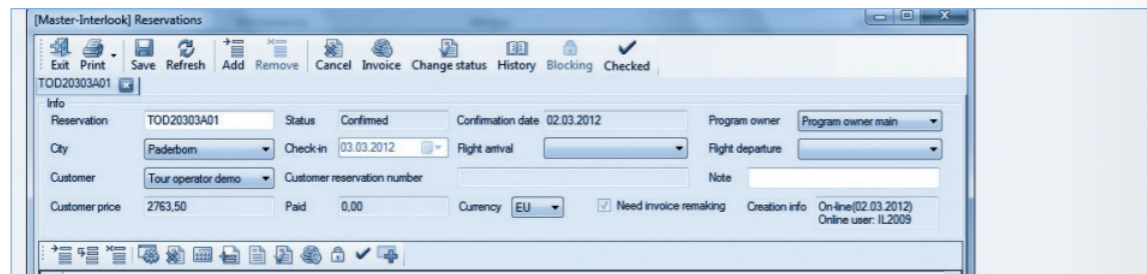 [Master-Interlook] Reservations
Exit Print Save Refresh Add Remove Cancel Invoice Change status History Blocking Checked
TOD20303A01
Info
Reservation TOD20303A01 Status Confirmed Confirmation date 02.03.2012 Program owner Program owner main
City Paderborn Check-in 03.03.2012 Flight arrival Flight departure
Customer Tour operator demo Customer reservation number Note
Customer price 2763,50 Paid 0,00 Currency EU Need invoice remaking Creation info On-line(02.03.2012)
Online user: IL2009